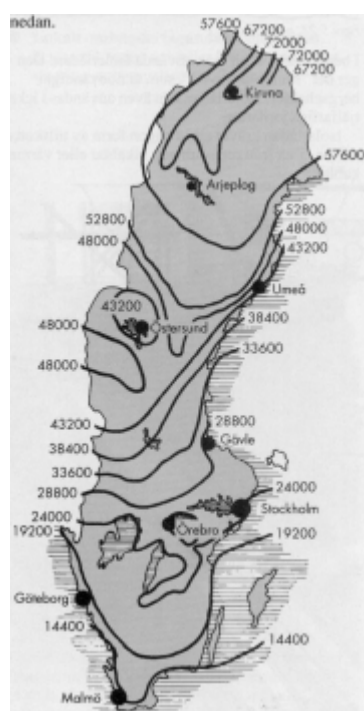 medan.
57600
67200
72000
72000
67200
Kiruna
57600
Arjeplog
52800
52800
48000
48000
43200
Umeå
43200
Östersund
38400
48000
33600
48000
43200
28800
38400
Gävle
33600
28800
24000
24000
Stockholm
19200
Örebro
19200
Göteborg
14400
14400
Malmö